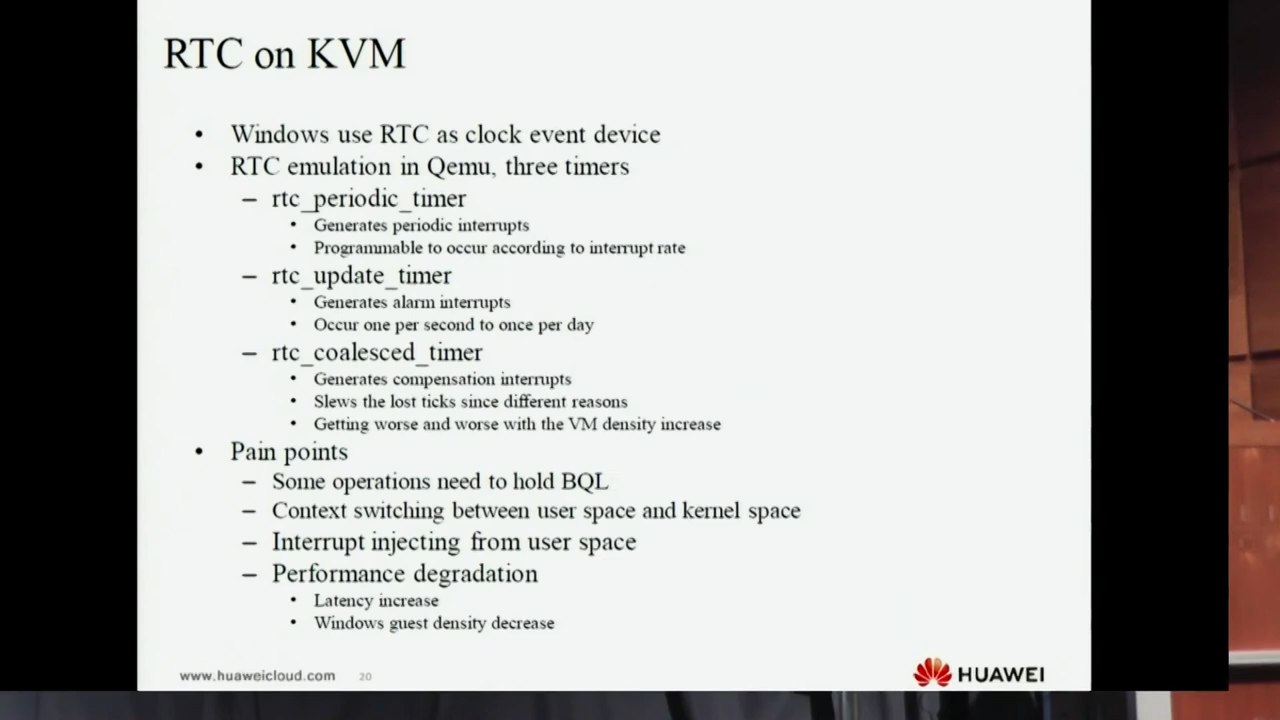 RTC on KVM
• Windows use RTC as clock event device
• RTC emulation in Qemu, three timers
– rtc_periodic_timer
• Generates periodic interrupts
• Programmable to occur according to interrupt rate
– rtc_update_timer
• Generates alarm interrupts
• Occur one per second to once per day
– rtc_coalesced_timer
• Generates compensation interrupts
• Slews the lost ticks since different reasons
• Getting worse and worse with the VM density increase
• Pain points
– Some operations need to hold BQL
– Context switching between user space and kernel space
– Interrupt injecting from user space
– Performance degradation
• Latency increase
• Windows guest density decrease
www.huaweicloud.com 20
HUAWEI